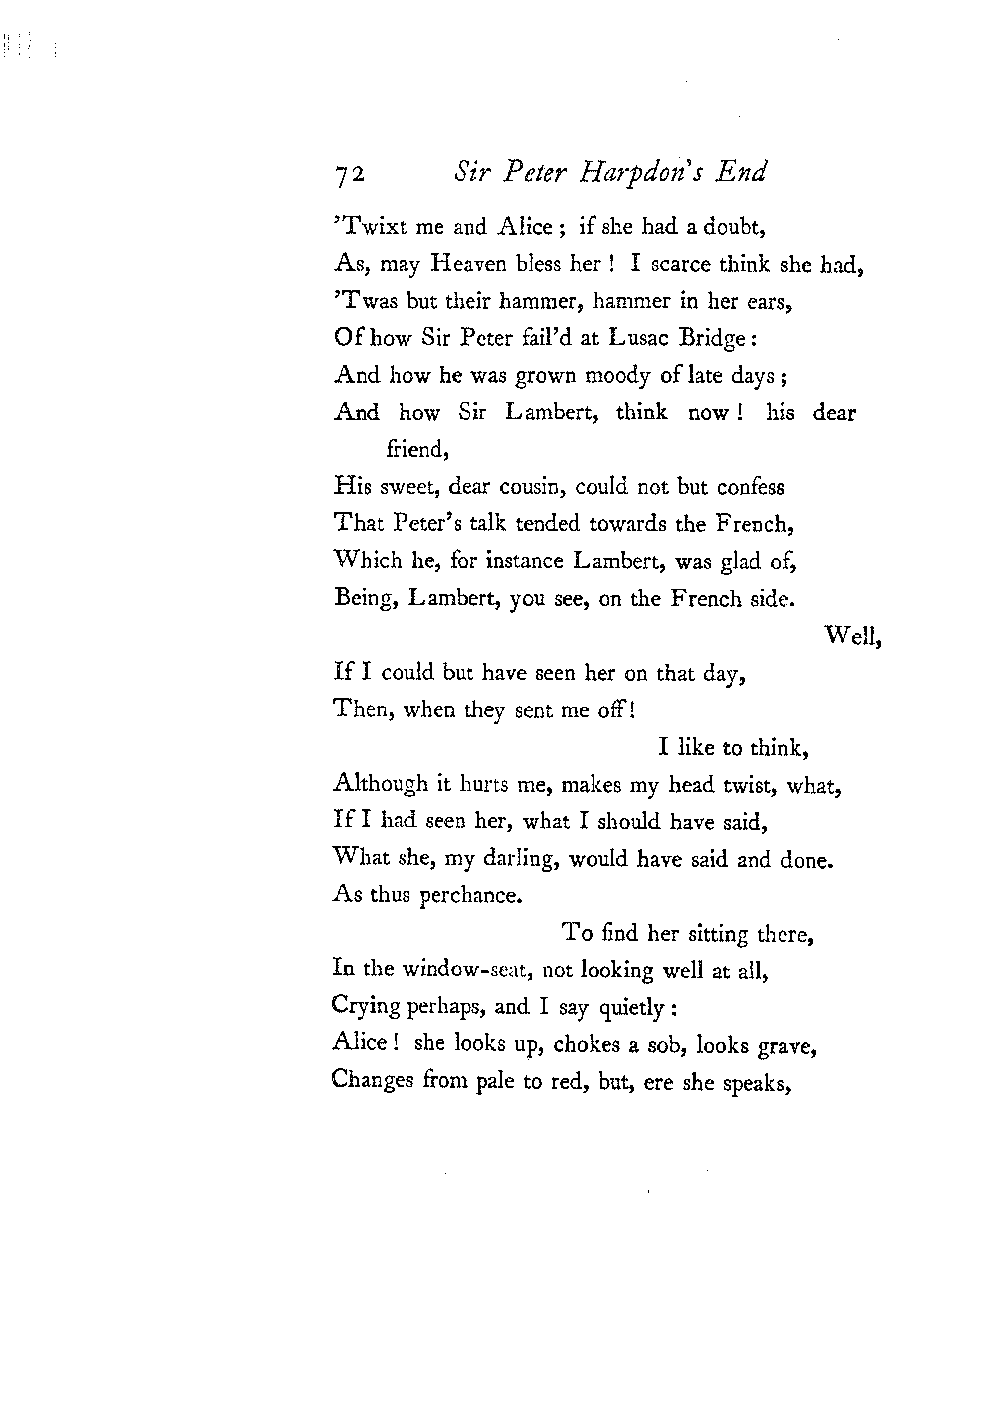 72 Sir Peter Harpdon's End
'Twixt me and Alice ; if she had a doubt,
As, may Heaven bless her ! I scarce think she had,
'Twas but their hammer, hammer in her ears,
Of how Sir Peter fail'd at Lusac Bridge :
And how he was grown moody of late days ;
And how Sir Lambert, think now ! his dear
friend,
His sweet, dear cousin, could not but confess
That Peter's talk tended towards the French,
Which he, for instance Lambert, was glad of,
Being, Lambert, you see, on the French side.
Well,
If I could but have seen her on that day,
Then, when they sent me off!
I like to think,
Although it hurts me, makes my head twist, what,
If I had seen her, what I should have said,
What she, my darling, would have said and done.
As thus perchance.
To find her sitting there,
In the window-seat, not looking well at all,
Crying perhaps, and I say quietly :
Alice ! she looks up, chokes a sob, looks grave,
Changes from pale to red, but, ere she speaks,